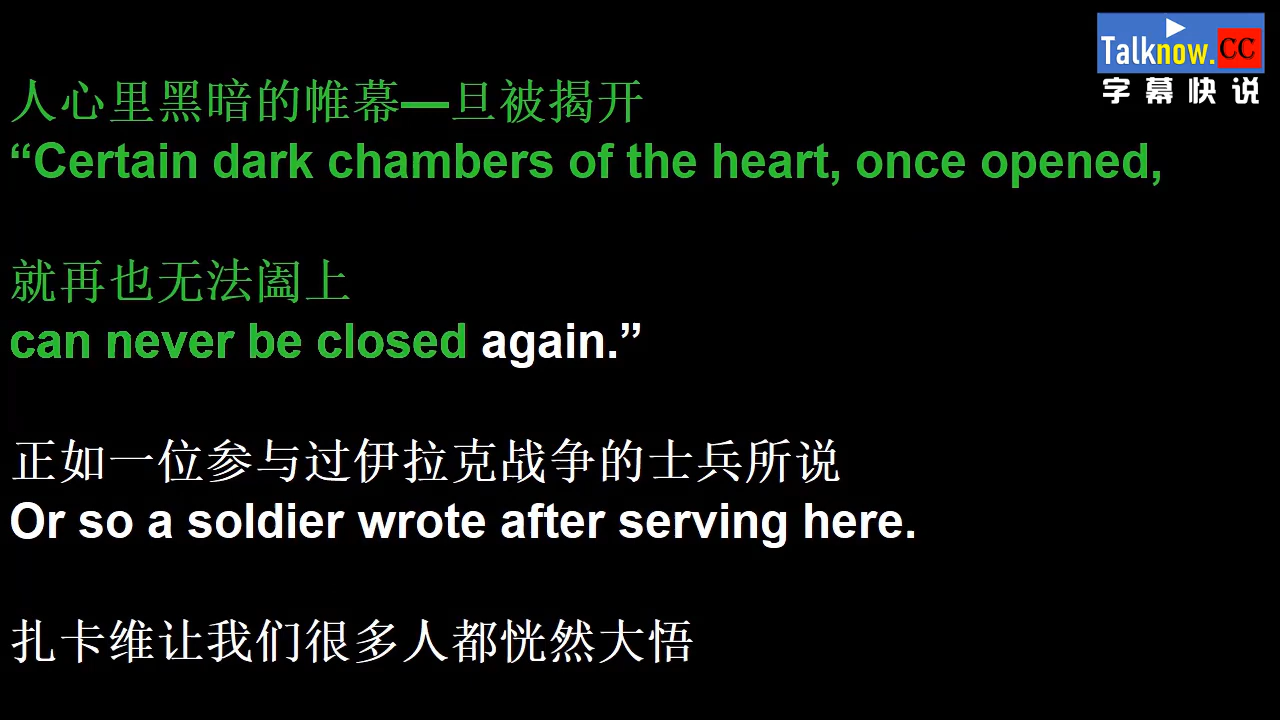 Talknow.CC
字幕快说
人心里黑暗的帷幕一旦被揭开
“Certain dark chambers of the heart, once opened,
就再也无法阖上
can never be closed again.”
正如一位参与过伊拉克战争的士兵所说
Or so a soldier wrote after serving here.
扎卡维让我们很多人都恍然大悟